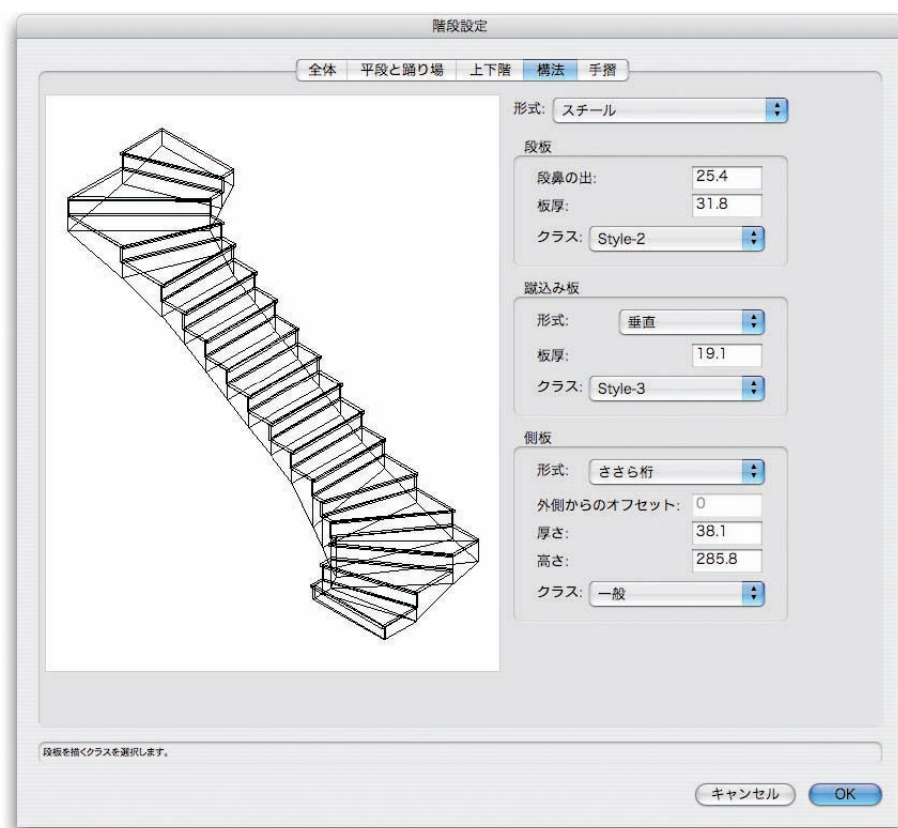 階段設定
全体 平段と踊り場 上下階 構法 手摺
形式: スチール
段板
段鼻の出: 25.4
板厚: 31.8
クラス: Style-2
蹴込み板
形式: 垂直
板厚: 19.1
クラス: Style-3
側板
形式: ささら桁
外側からのオフセット: 0
厚さ: 38.1
高さ: 285.8
クラス: 一般
段板を描くクラスを選択します。
キャンセル OK